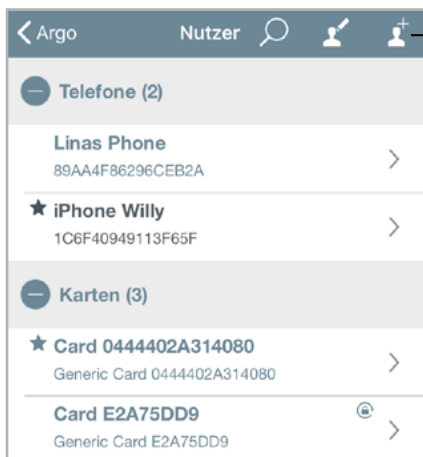 Argo Nutzer
Telefone (2)
Linas Phone
89AA4F86296CEB2A
iPhone Willy
1C6F40949113F65F
Karten (3)
Card 0444402A314080
Generic Card 0444402A314080
Card E2A75DD9
Generic Card E2A75DD9